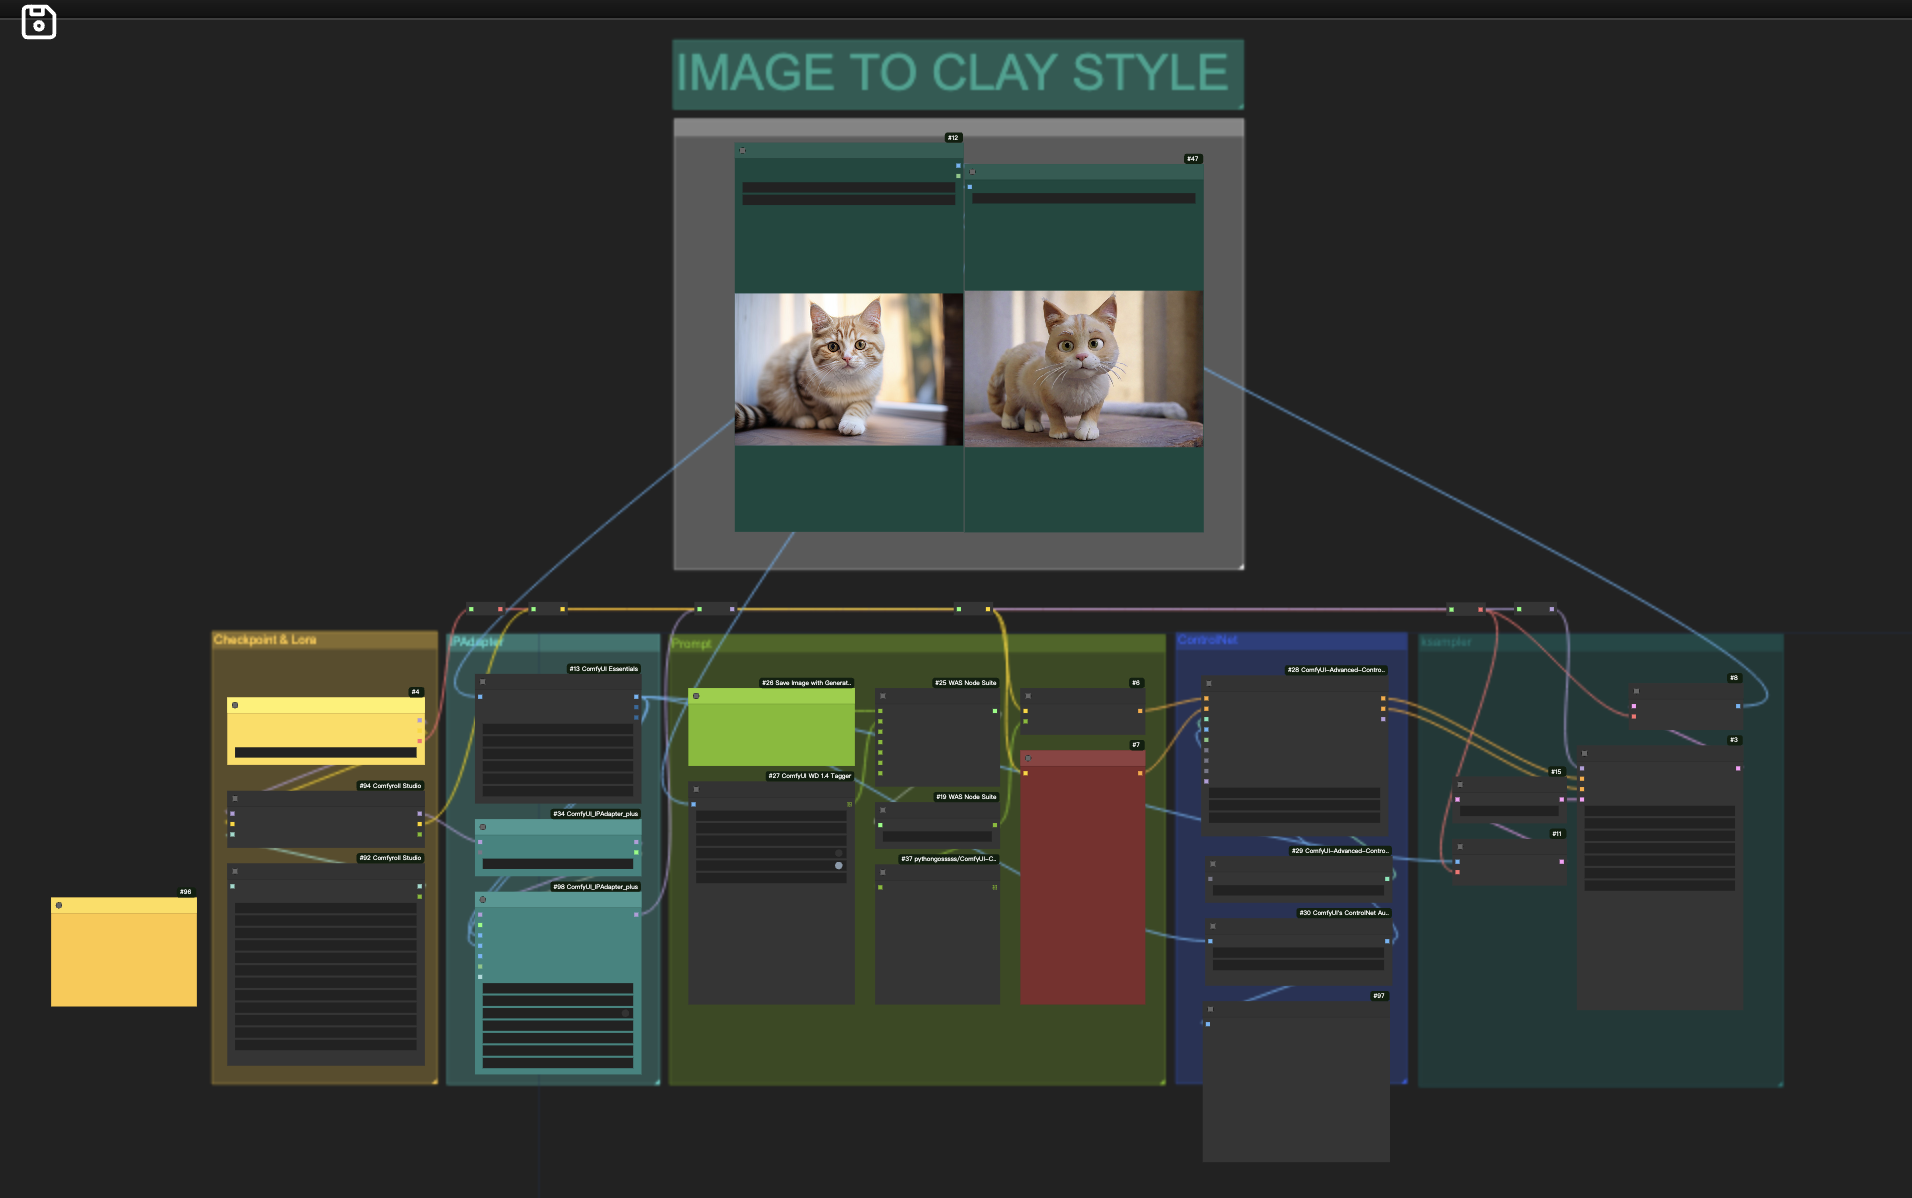 IMAGE TO CLAY STYLE
#12
#47
Checkpoint & Lora
IPAdapter
Prompt
ControlNet
ksampler
#4
#94 Comfyroll Studio
#92 Comfyroll Studio
#96
#13 ComfyUI Essentials
#34 ComfyUI_IPAdapter_plus
#98 ComfyUI_IPAdapter_plus
#26 Save Image with Generat..
#27 ComfyUI WD 1.4 Tagger
#25 WAS Node Suite
#19 WAS Node Suite
#37 pythongosssss/ComfyUI-C..
#6
#7
#28 ComfyUI-Advanced-Contro..
#29 ComfyUI-Advanced-Contro..
#30 ComfyUI's ControlNet Au..
#97
#8
#3
#15
#11